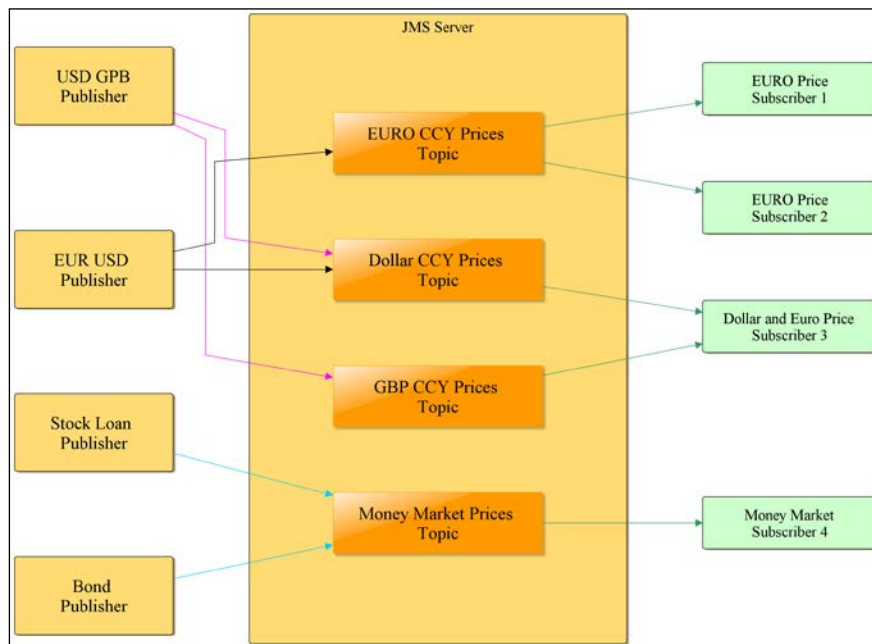 JMS Server
USD GPB
Publisher
EUR USD
Publisher
Stock Loan
Publisher
Bond
Publisher
EURO CCY Prices
Topic
Dollar CCY Prices
Topic
GBP CCY Prices
Topic
Money Market Prices
Topic
EURO Price
Subscriber 1
EURO Price
Subscriber 2
Dollar and Euro Price
Subscriber 3
Money Market
Subscriber 4